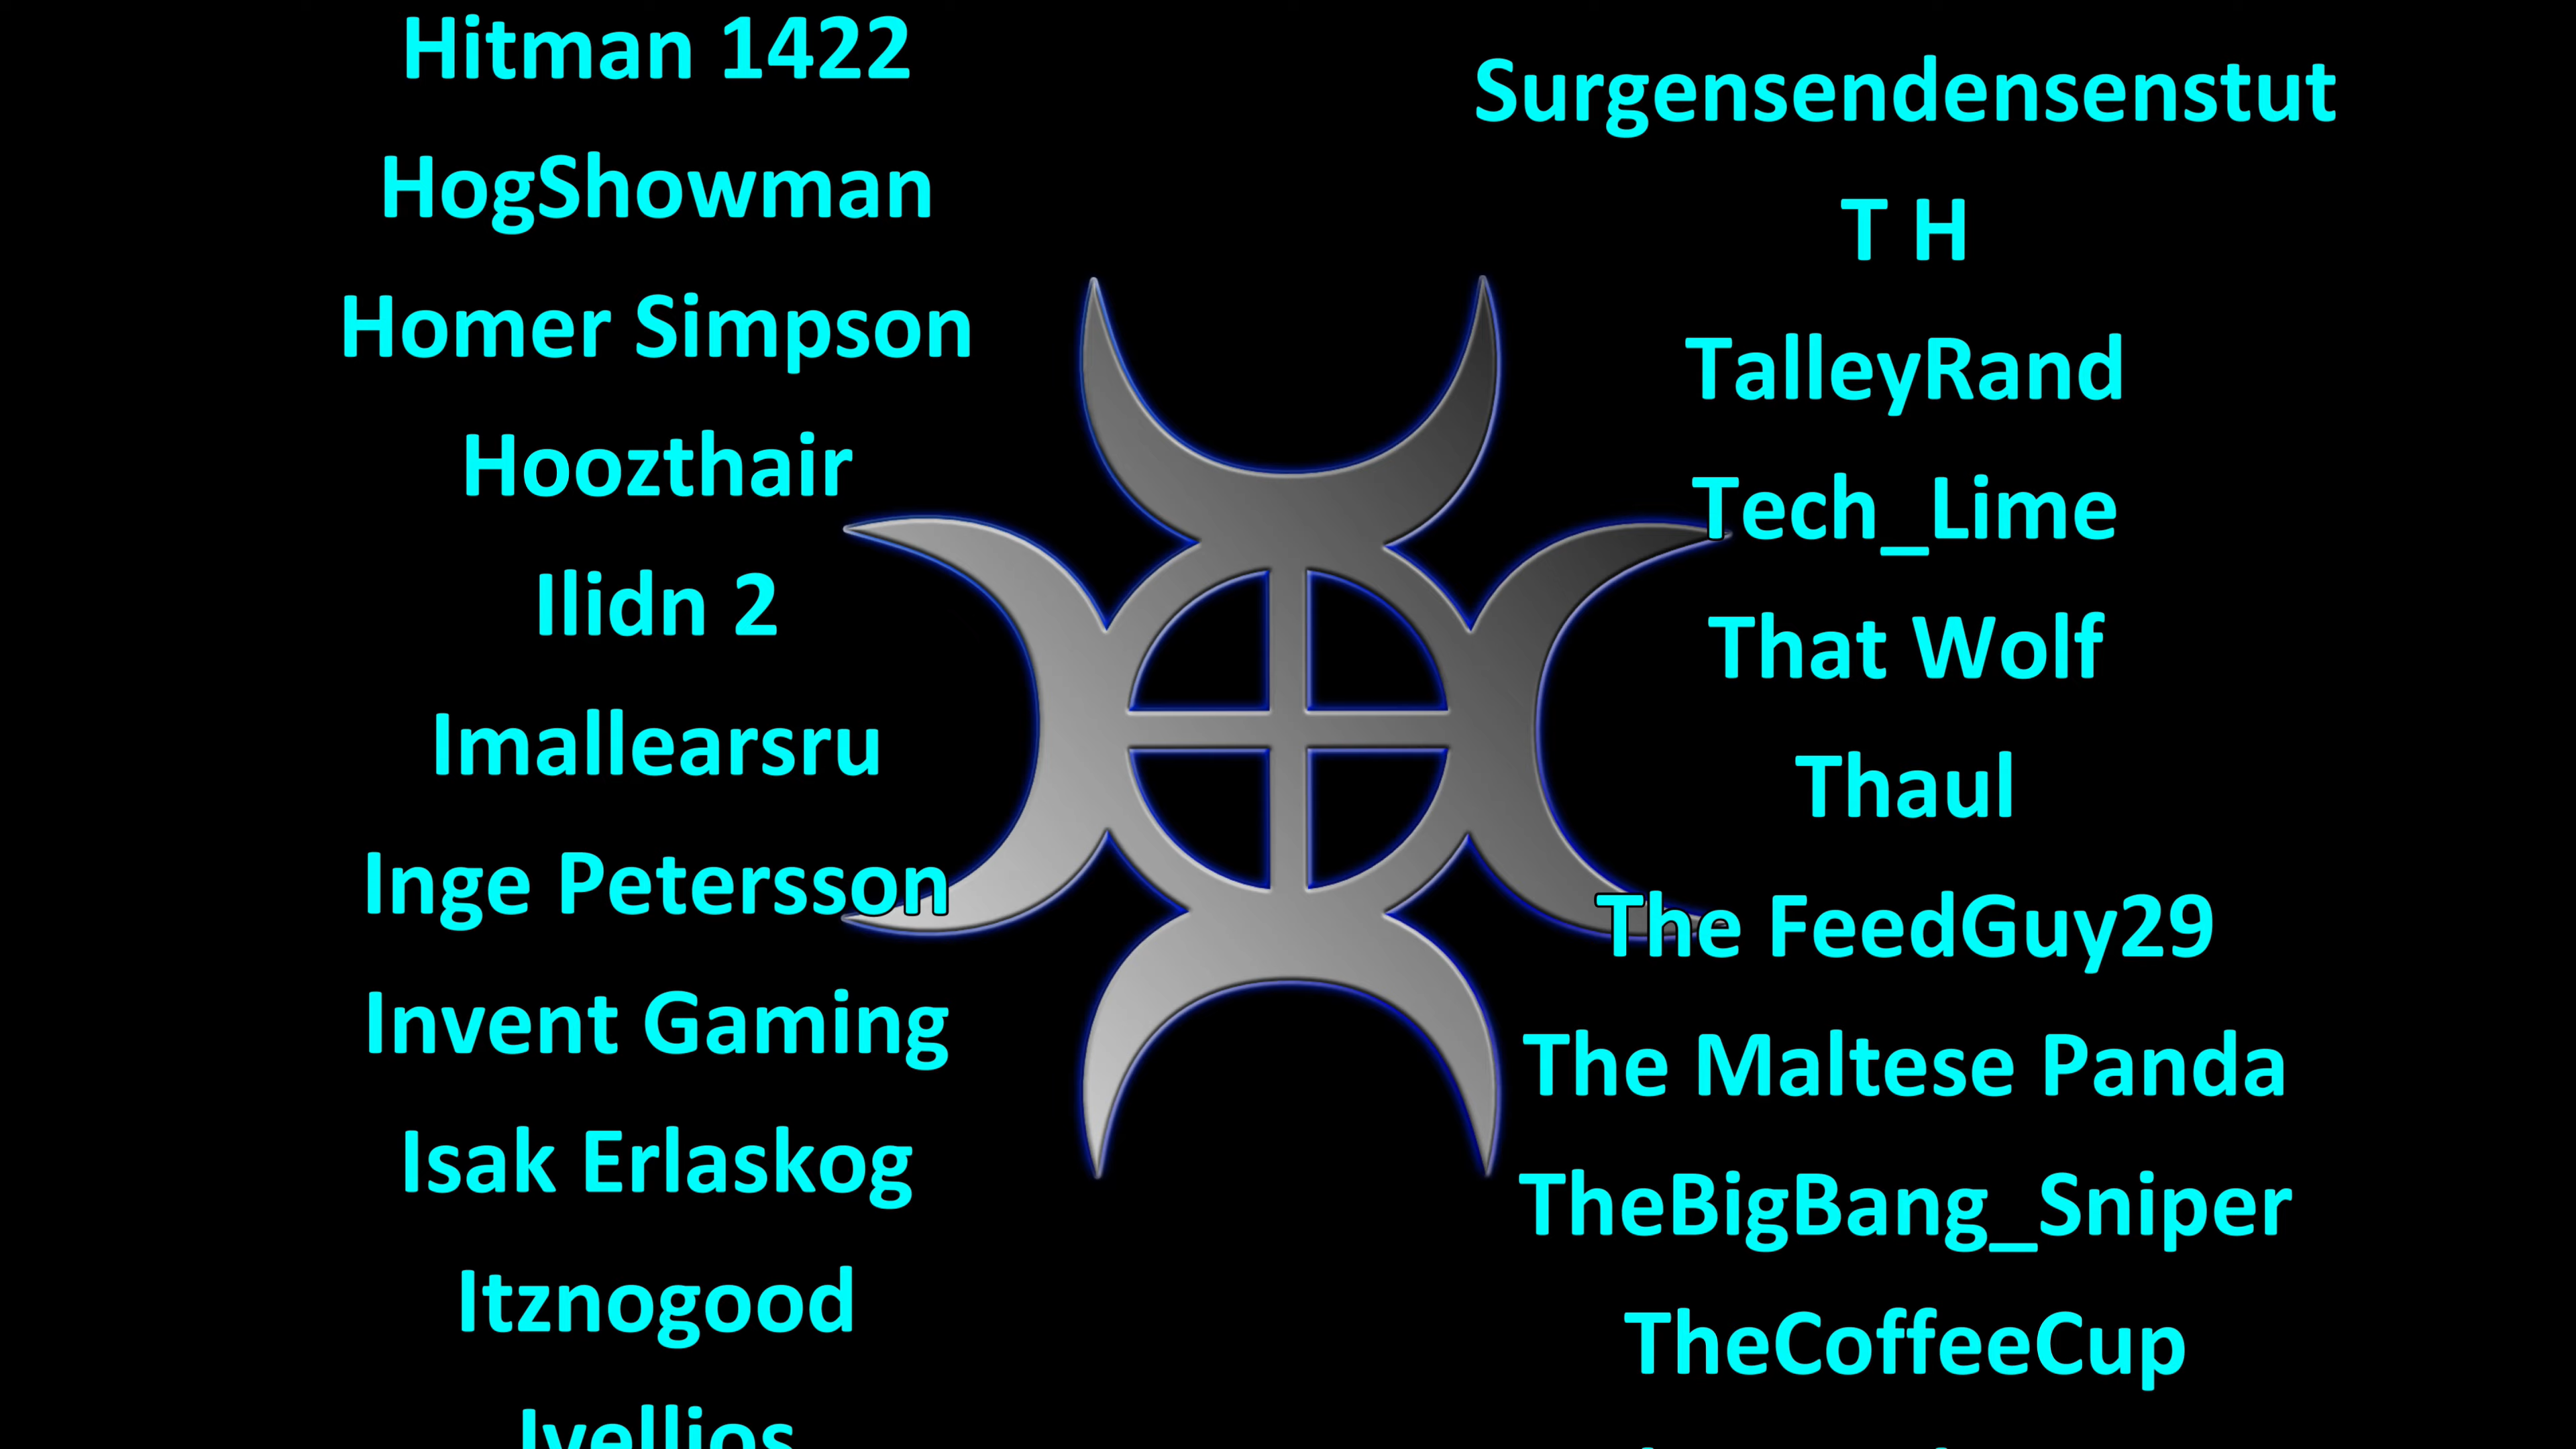 Hitman 1422
HogShowman
Homer Simpson
Hoozthair
Ilidn 2
Imallearsru
Inge Petersson
Invent Gaming
Isak Erlaskog
Itznogood
Ivellios
Surgensendensenstut
T H
TalleyRand
Tech_Lime
That Wolf
Thaul
The FeedGuy29
The Maltese Panda
TheBigBang_Sniper
TheCoffeeCup